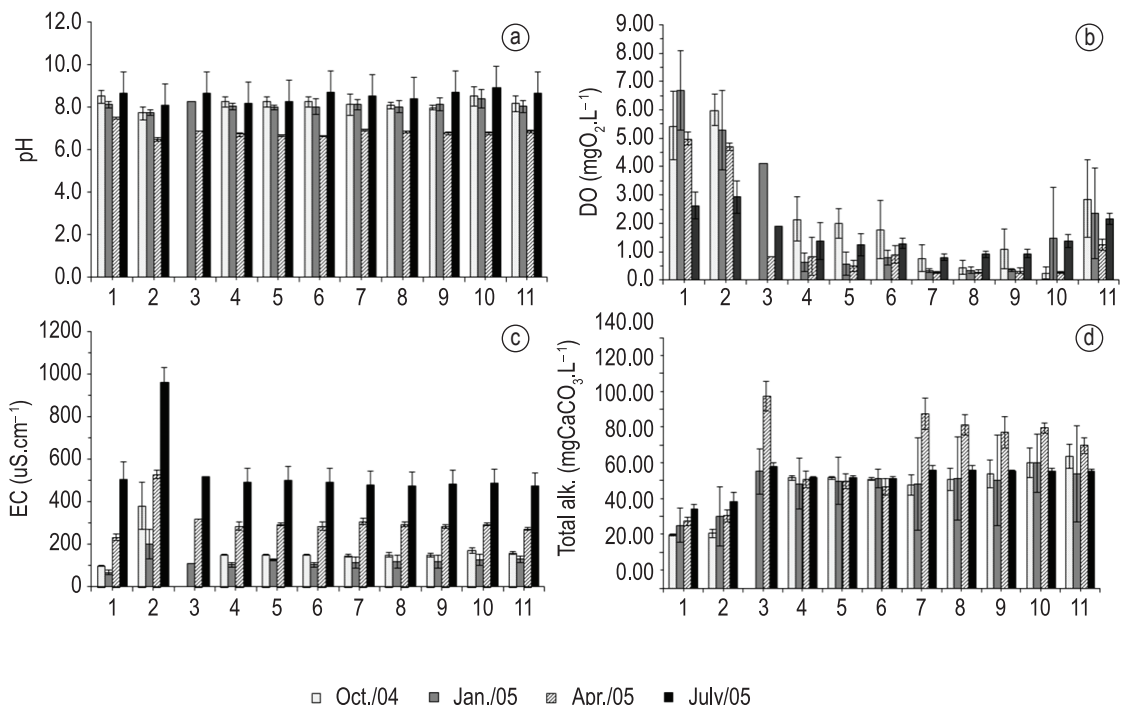 12.0
10.0
8.0
6.0
4.0
2.0
0.0
pH
a
1 2 3 4 5 6 7 8 9 10 11
9.00
8.00
7.00
6.00
5.00
4.00
3.00
2.00
1.00
0.00
DO (mgO₂.L⁻¹)
b
1 2 3 4 5 6 7 8 9 10 11
1200
1000
800
600
400
200
0
EC (uS.cm⁻¹)
c
1 2 3 4 5 6 7 8 9 10 11
140.00
120.00
100.00
80.00
60.00
40.00
20.00
0.00
Total alk. (mgCaCO₃.L⁻¹)
d
1 2 3 4 5 6 7 8 9 10 11
Oct./04 Jan./05 Apr./05 July/05